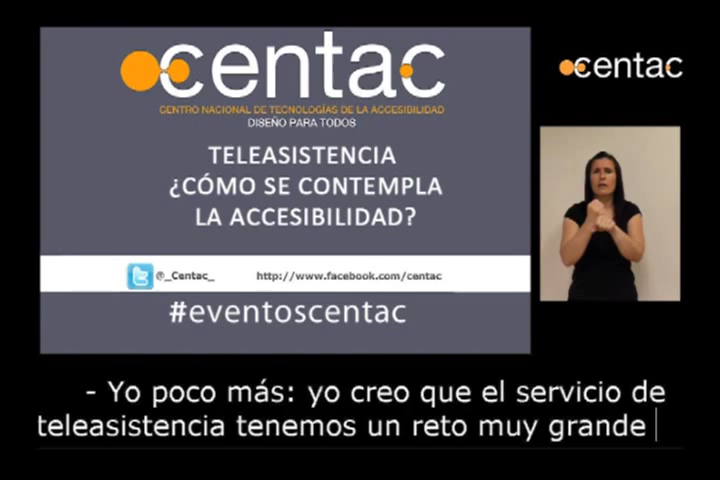 centac
CENTRO NACIONAL DE TECNOLOGÍAS DE LA ACCESIBILIDAD
DISEÑO PARA TODOS
TELEASISTENCIA
¿CÓMO SE CONTEMPLA
LA ACCESIBILIDAD?
@_Centac_ http://www.facebook.com/centac
#eventoscentac
centac
- Yo poco más: yo creo que el servicio de
teleasistencia tenemos un reto muy grande